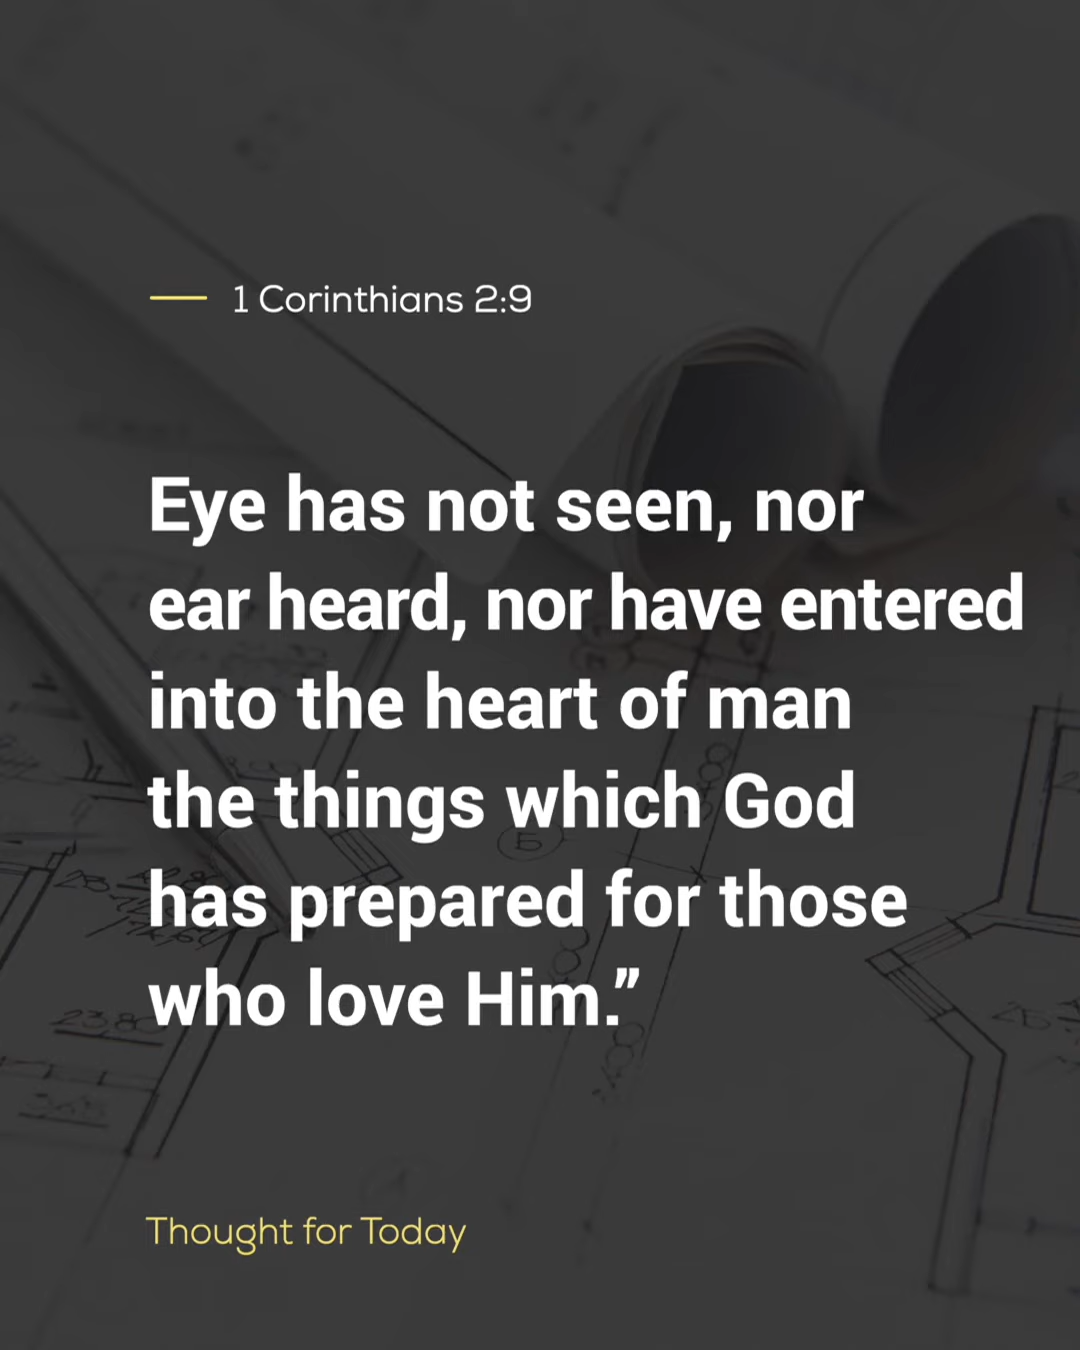 1 Corinthians 2:9
Eye has not seen, nor
ear heard, nor have entered
into the heart of man
the things which God
has prepared for those
who love Him.”
Thought for Today